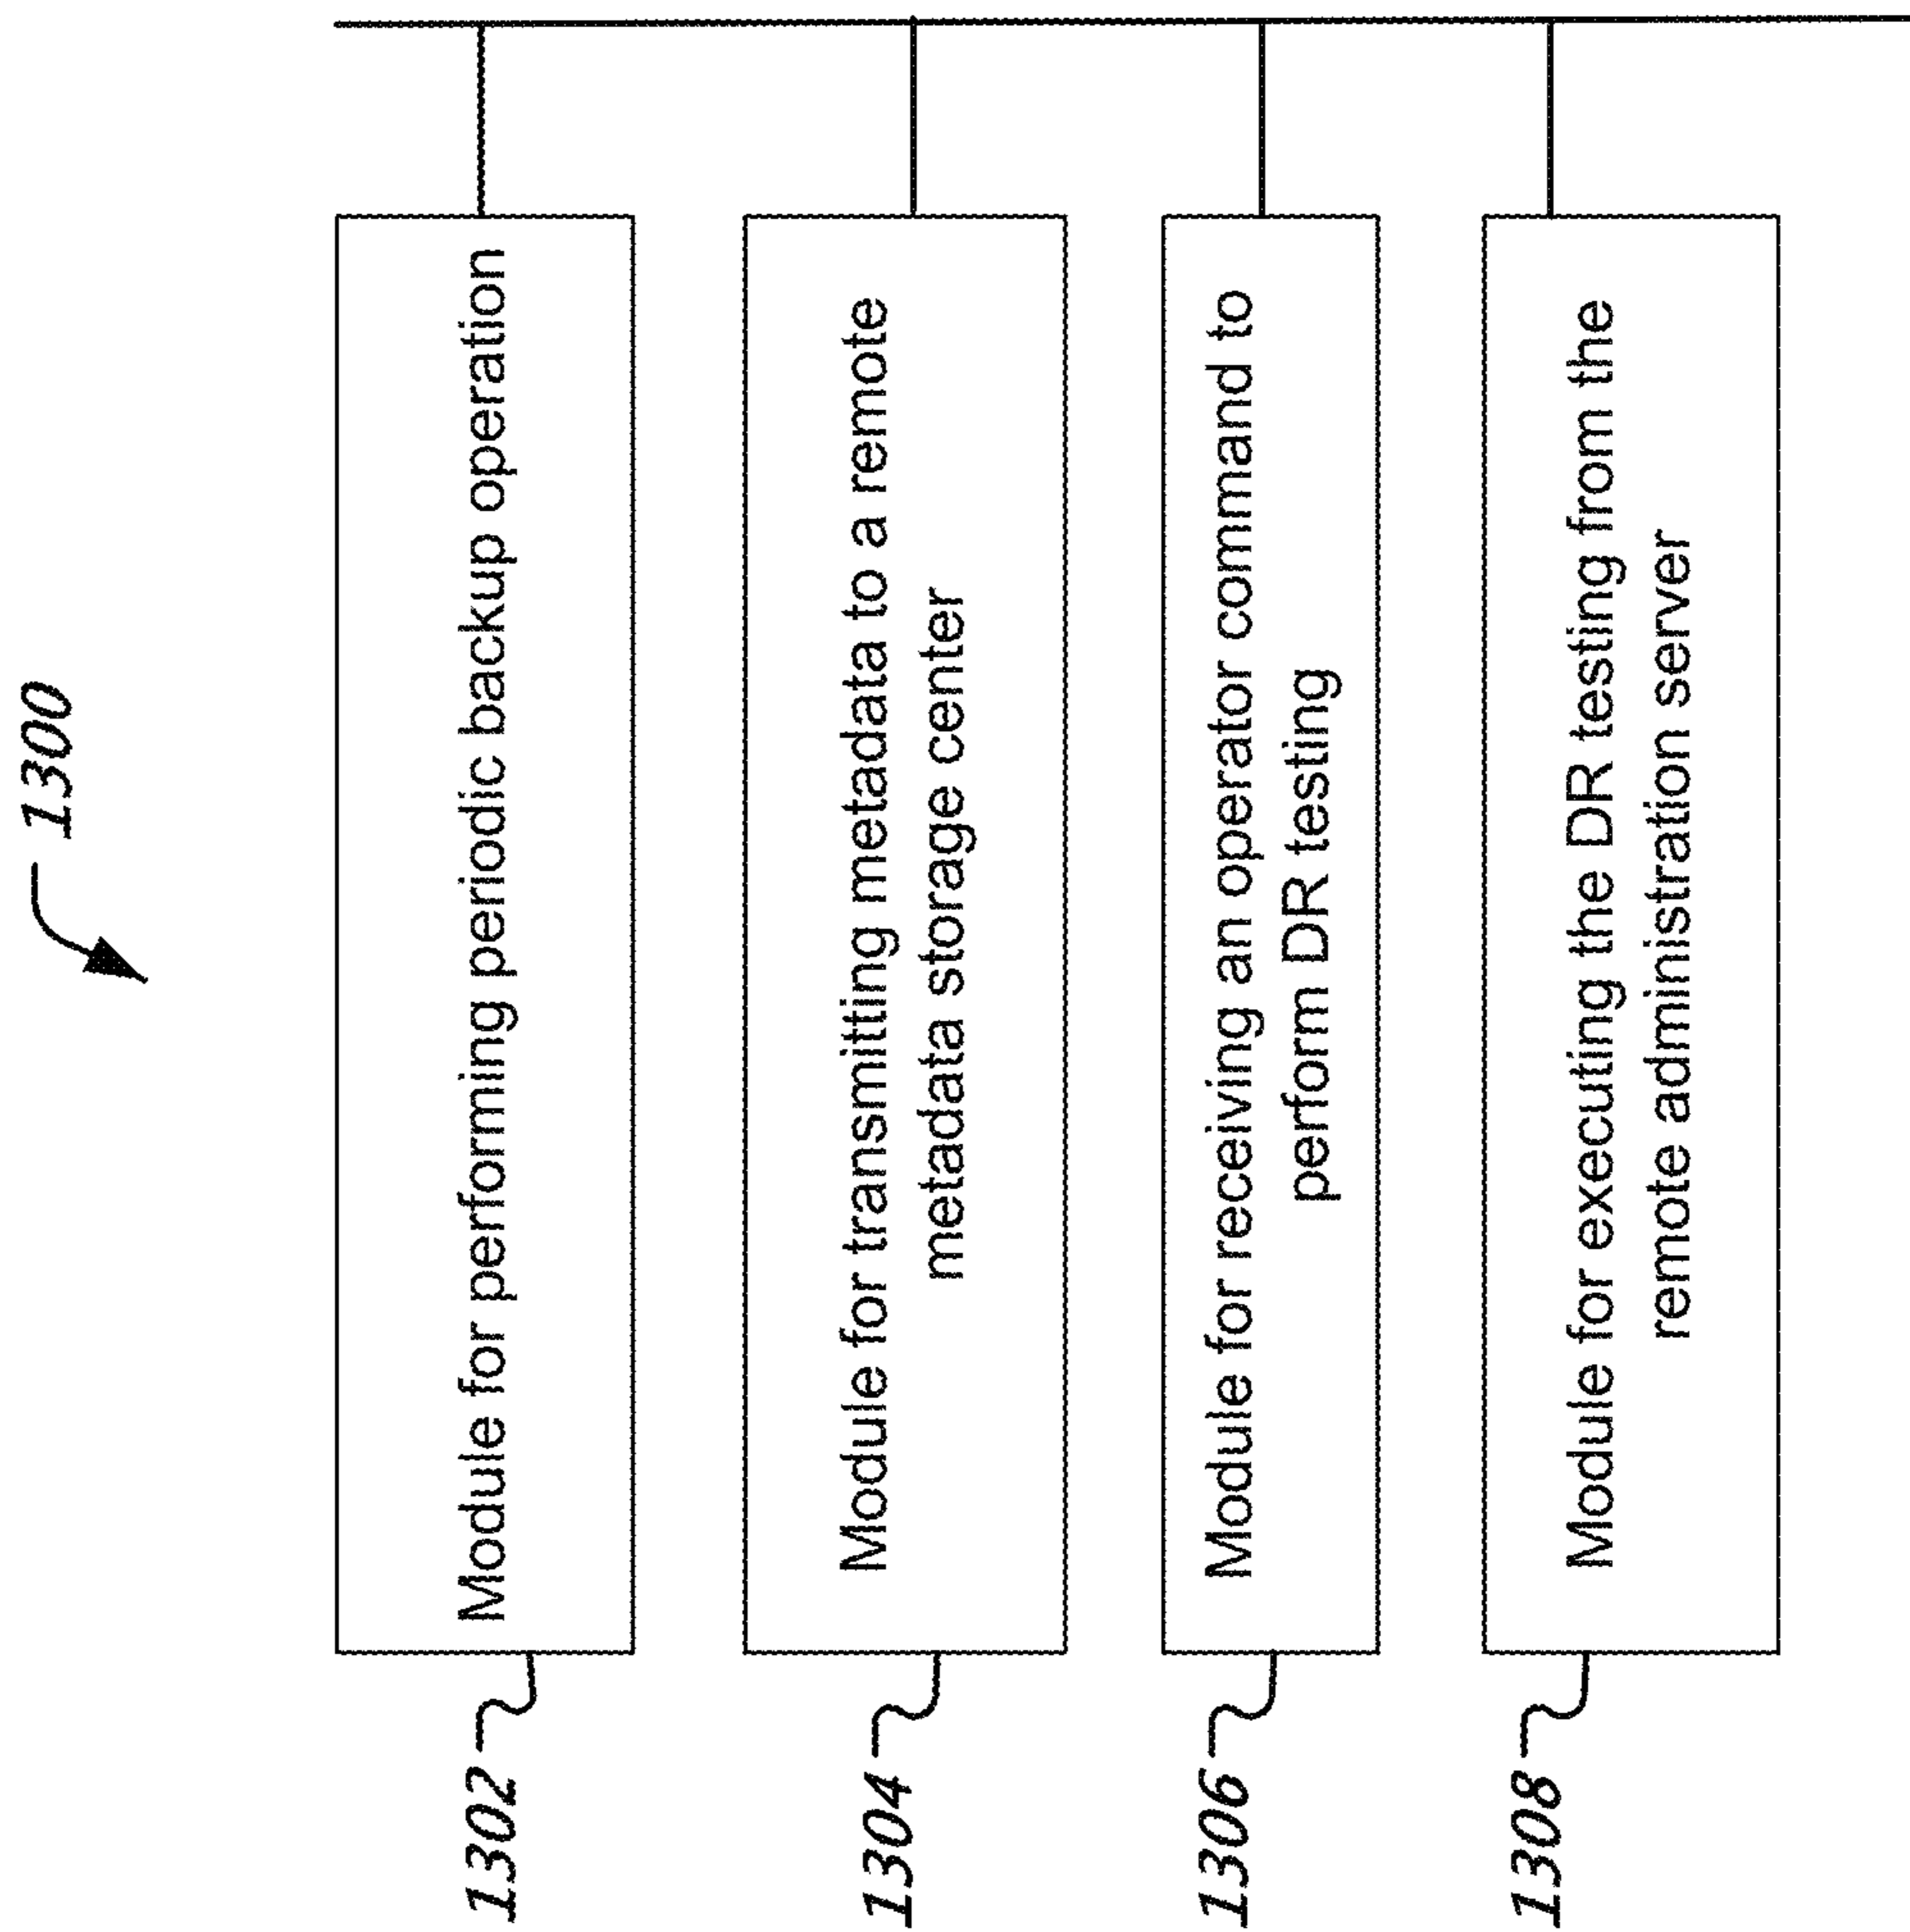 1300
1302
Module for performing periodic backup operation
1304
Module for transmitting metadata to a remote
metadata storage center
1306
Module for receiving an operator command to
perform DR testing
1308
Module for executing the DR testing from the
remote administration server